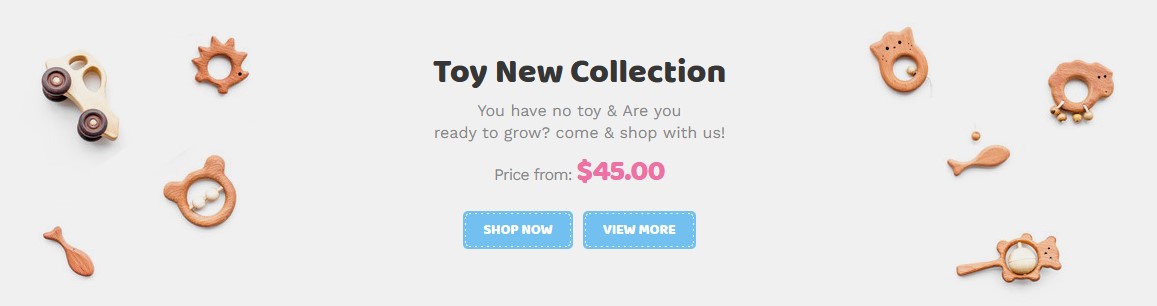 Toy New Collection
You have no toy & Are you
ready to grow? come & shop with us!
Price from: $45.00
SHOP NOW VIEW MORE